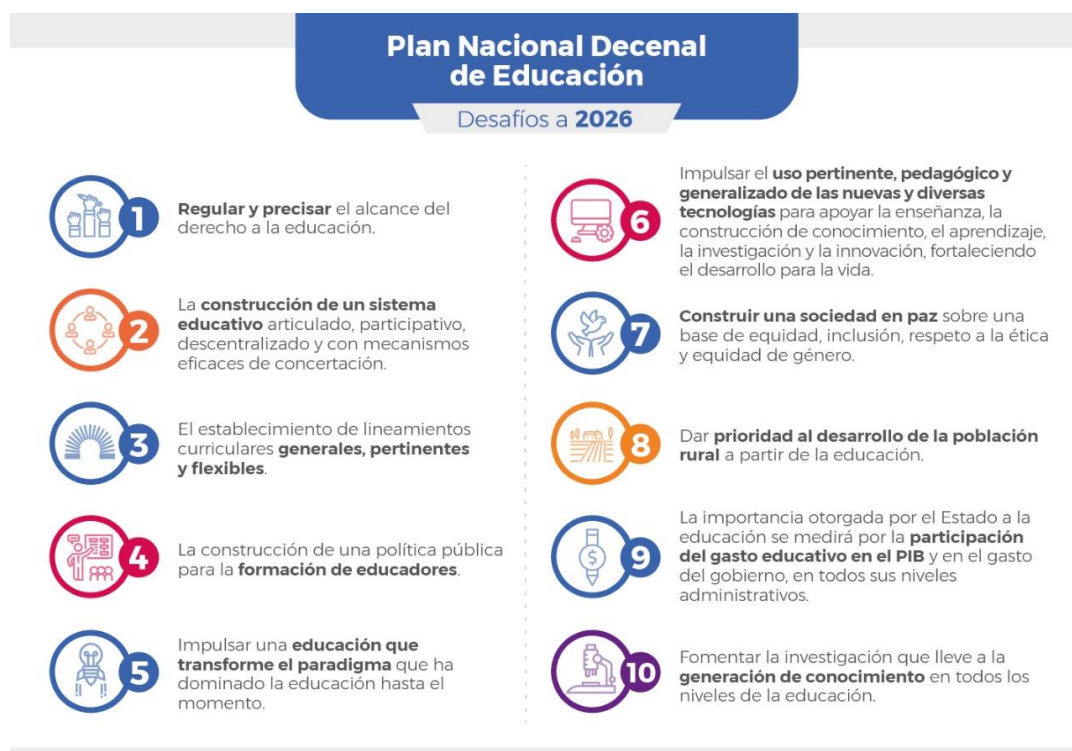 Plan Nacional Decenal
de Educación
Desafíos a 2026
1
Regular y precisar el alcance del
derecho a la educación.
2
La construcción de un sistema
educativo articulado, participativo,
descentralizado y con mecanismos
eficaces de concertación.
3
El establecimiento de lineamientos
curriculares generales, pertinentes
y flexibles.
4
La construcción de una política pública
para la formación de educadores.
5
Impulsar una educación que
transforme el paradigma que ha
dominado la educación hasta el
momento.
6
Impulsar el uso pertinente, pedagógico y
generalizado de las nuevas y diversas
tecnologías para apoyar la enseñanza, la
construcción de conocimiento, el aprendizaje,
la investigación y la innovación, fortaleciendo
el desarrollo para la vida.
7
Construir una sociedad en paz sobre una
base de equidad, inclusión, respeto a la ética
y equidad de género.
8
Dar prioridad al desarrollo de la población
rural a partir de la educación.
9
La importancia otorgada por el Estado a la
educación se medirá por la participación
del gasto educativo en el PIB y en el gasto
del gobierno, en todos sus niveles
administrativos.
$
10
Fomentar la investigación que lleve a la
generación de conocimiento en todos los
niveles de la educación.